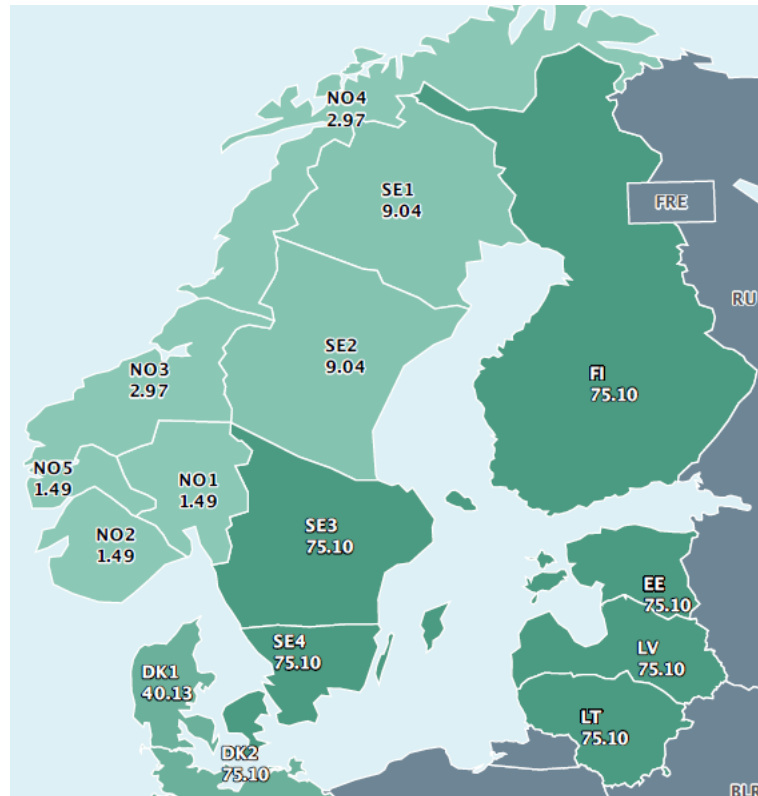 NO4
2.97
SE1
9.04
FRE
RU
SE2
9.04
NO3
2.97
FI
75.10
NO5
1.49
NO1
1.49
NO2
1.49
SE3
75.10
EE
75.10
SE4
75.10
LV
75.10
DK1
40.13
LT
75.10
DK2
75.10
BLR